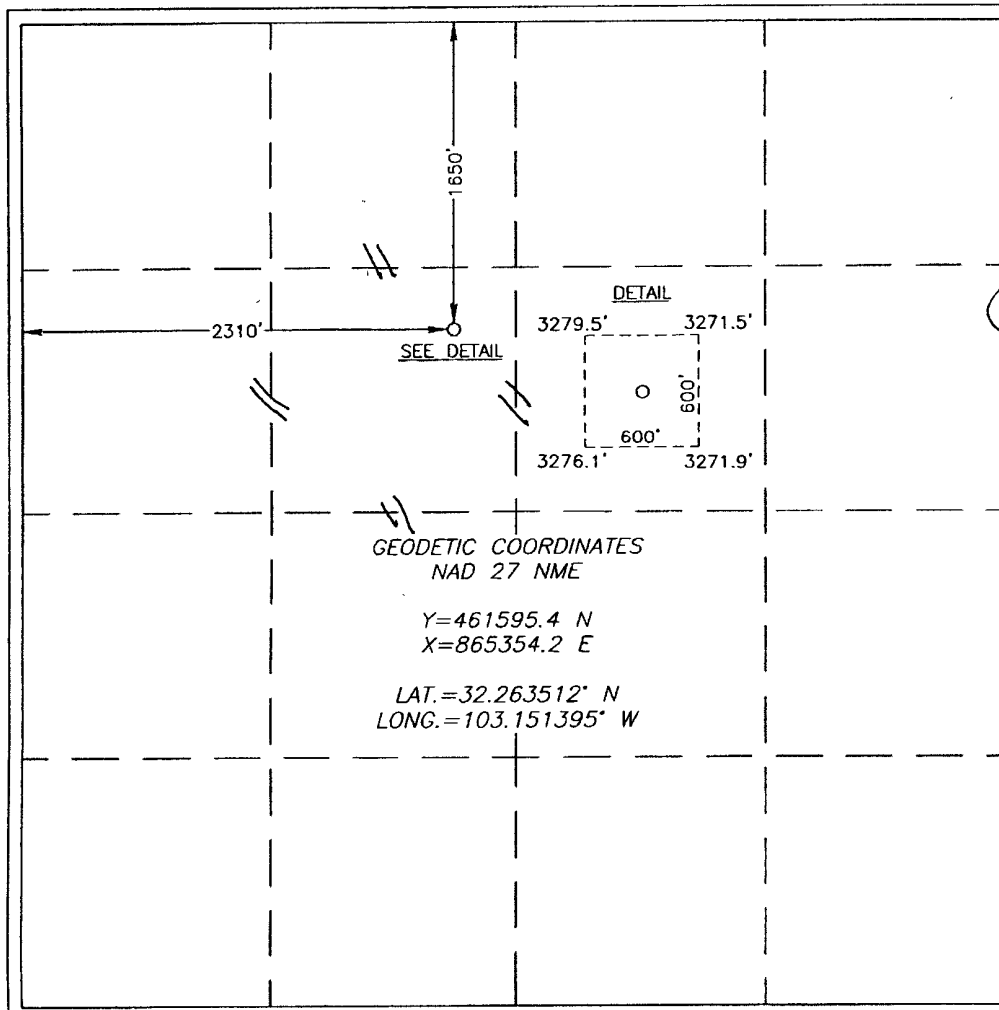 1650'
DETAIL
3279.5' 3271.5'
2310'
SEE DETAIL
600'
600'
3276.1' 3271.9'
GEODETIC COORDINATES
NAD 27 NME
Y=461595.4 N
X=865354.2 E
LAT.=32.263512° N
LONG.=103.151395° W